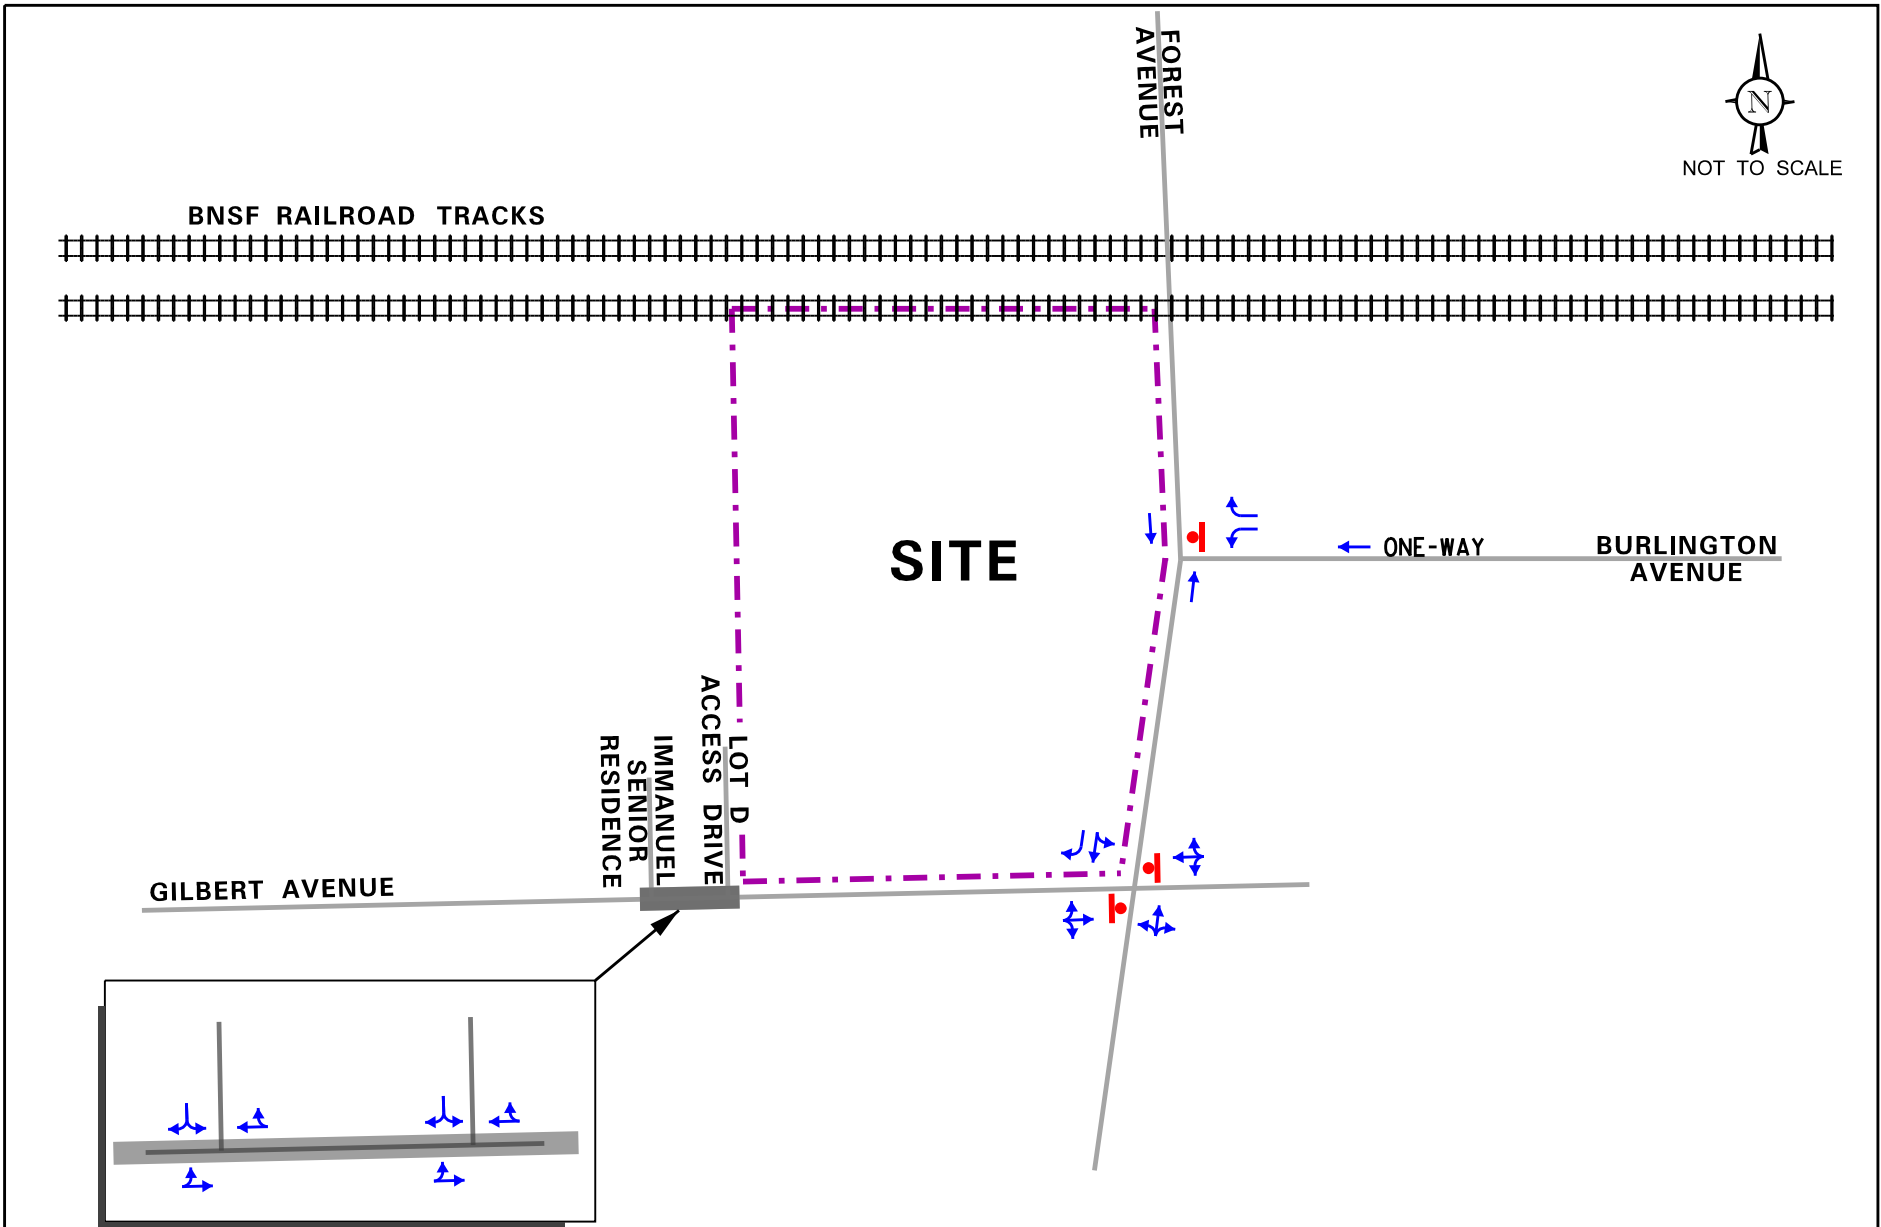 FOREST
AVENUE
N
NOT TO SCALE
BNSF RAILROAD TRACKS
SITE
ONE-WAY
BURLINGTON
AVENUE
LOT D
ACCESS DRIVE
IMMANUEL
SENIOR
RESIDENCE
GILBERT AVENUE